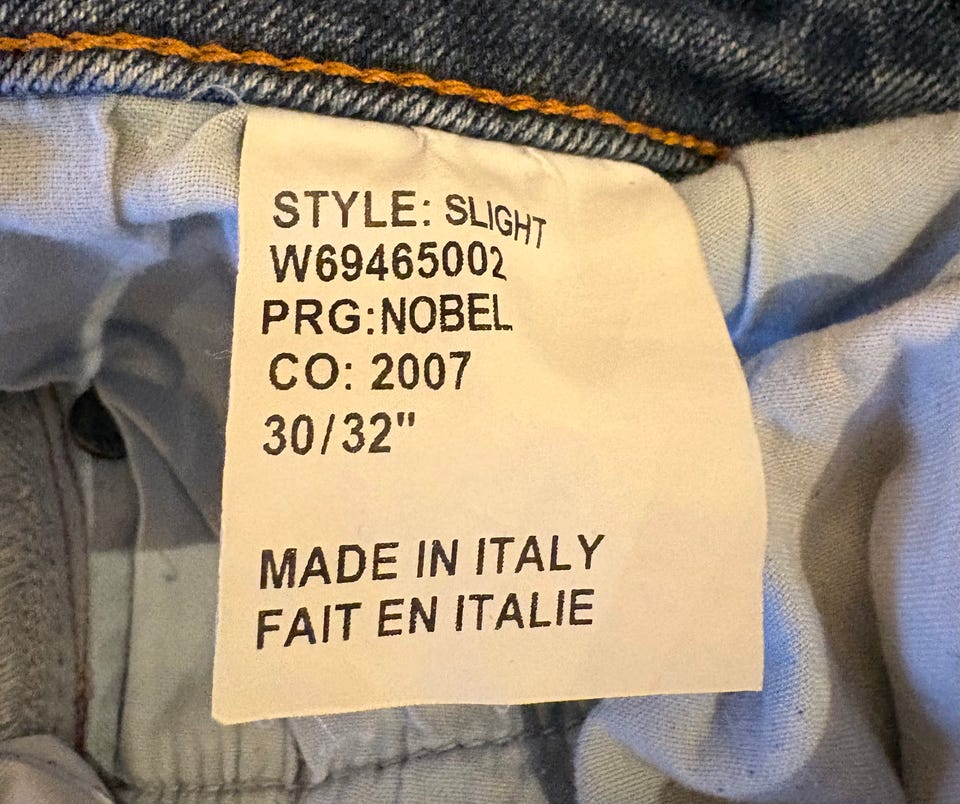 STYLE: SLIGHT
W69465002
PRG:NOBEL
CO: 2007
30/32"
MADE IN ITALY
FAIT EN ITALIE